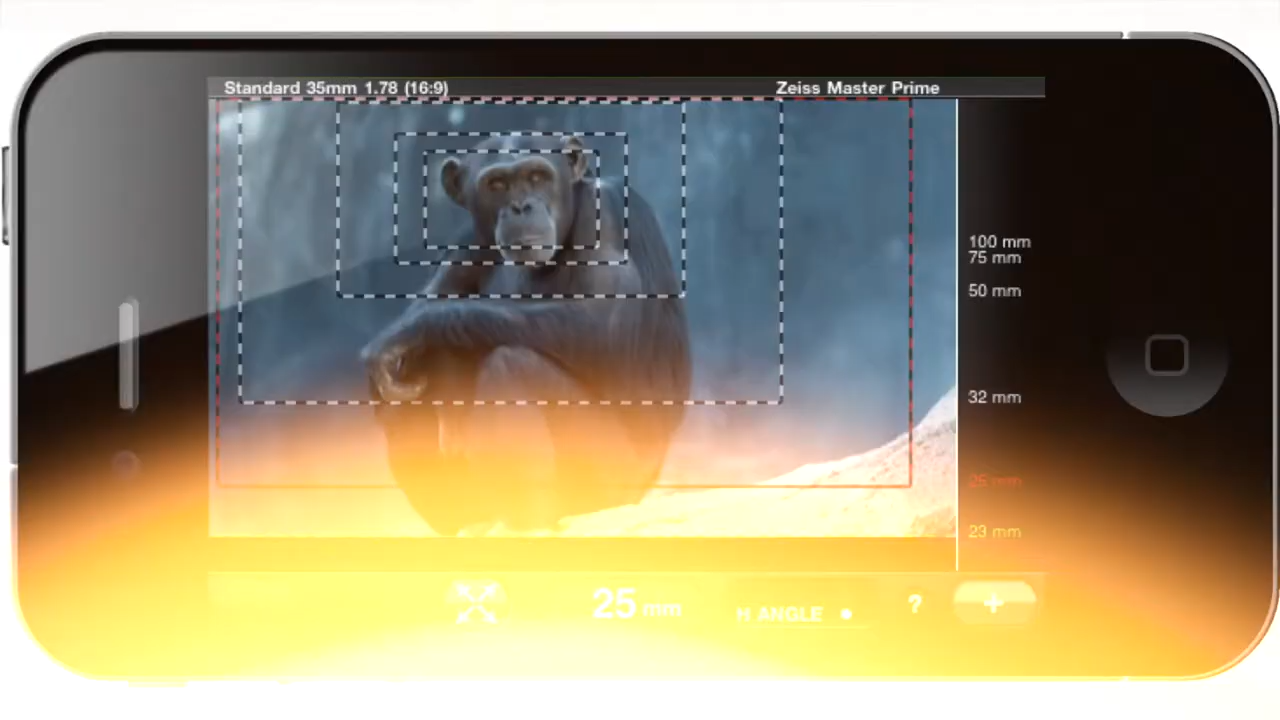 Standard 35mm 1.78 (16:9)
Zeiss Master Prime
100 mm
75 mm
50 mm
32 mm
25 mm
23 mm
25 mm
H ANGLE
?
+